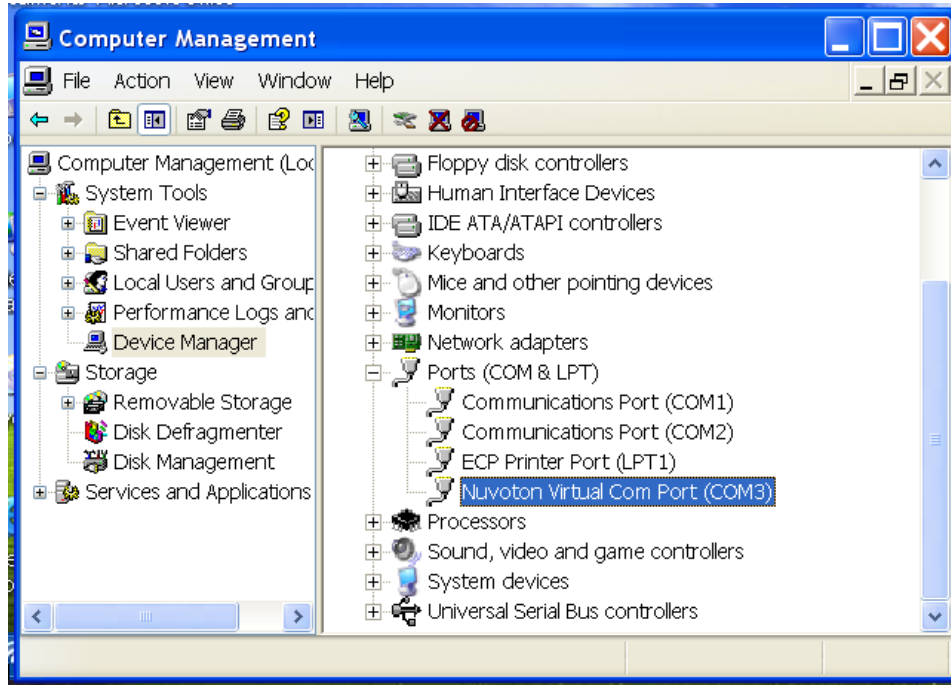 Computer Management
File Action View Window Help
Computer Management (Loc
System Tools
Event Viewer
Shared Folders
Local Users and Group
Performance Logs and
Device Manager
Storage
Removable Storage
Disk Defragmenter
Disk Management
Services and Applications
Floppy disk controllers
Human Interface Devices
IDE ATA/ATAPI controllers
Keyboards
Mice and other pointing devices
Monitors
Network adapters
Ports (COM & LPT)
Communications Port (COM1)
Communications Port (COM2)
ECP Printer Port (LPT1)
Nuvoton Virtual Com Port (COM3)
Processors
Sound, video and game controllers
System devices
Universal Serial Bus controllers